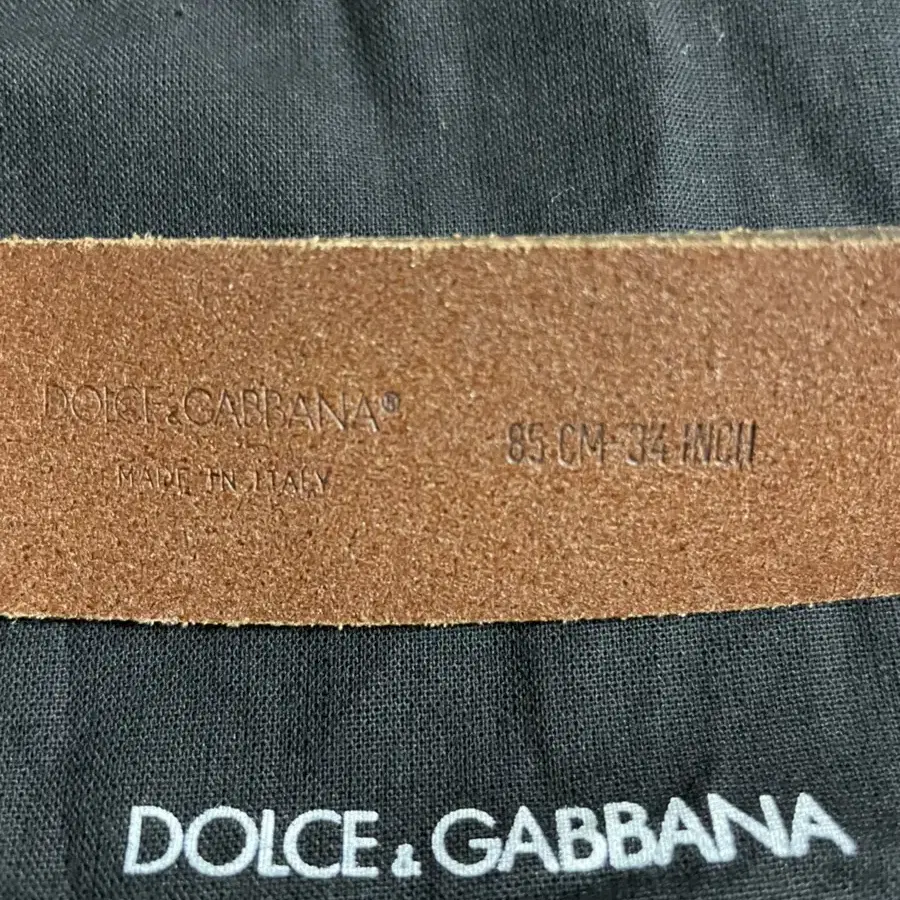 DOLCE&GABBANA®
MADE IN ITALY
85 CM-34 INCH
DOLCE&GABBANA